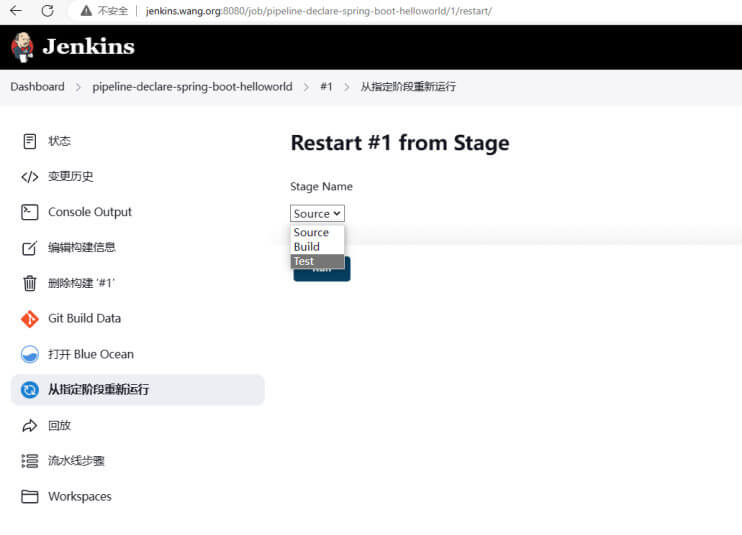 不安全 jenkins.wang.org:8080/job/pipeline-declare-spring-boot-helloworld/1/restart/
Jenkins
Dashboard > pipeline-declare-spring-boot-helloworld > #1 > 从指定阶段重新运行
状态
变更历史
Console Output
编辑构建信息
删除构建 '#1'
Git Build Data
打开 Blue Ocean
从指定阶段重新运行
回放
流水线步骤
Workspaces
Restart #1 from Stage
Stage Name
Source
Source
Build
Test